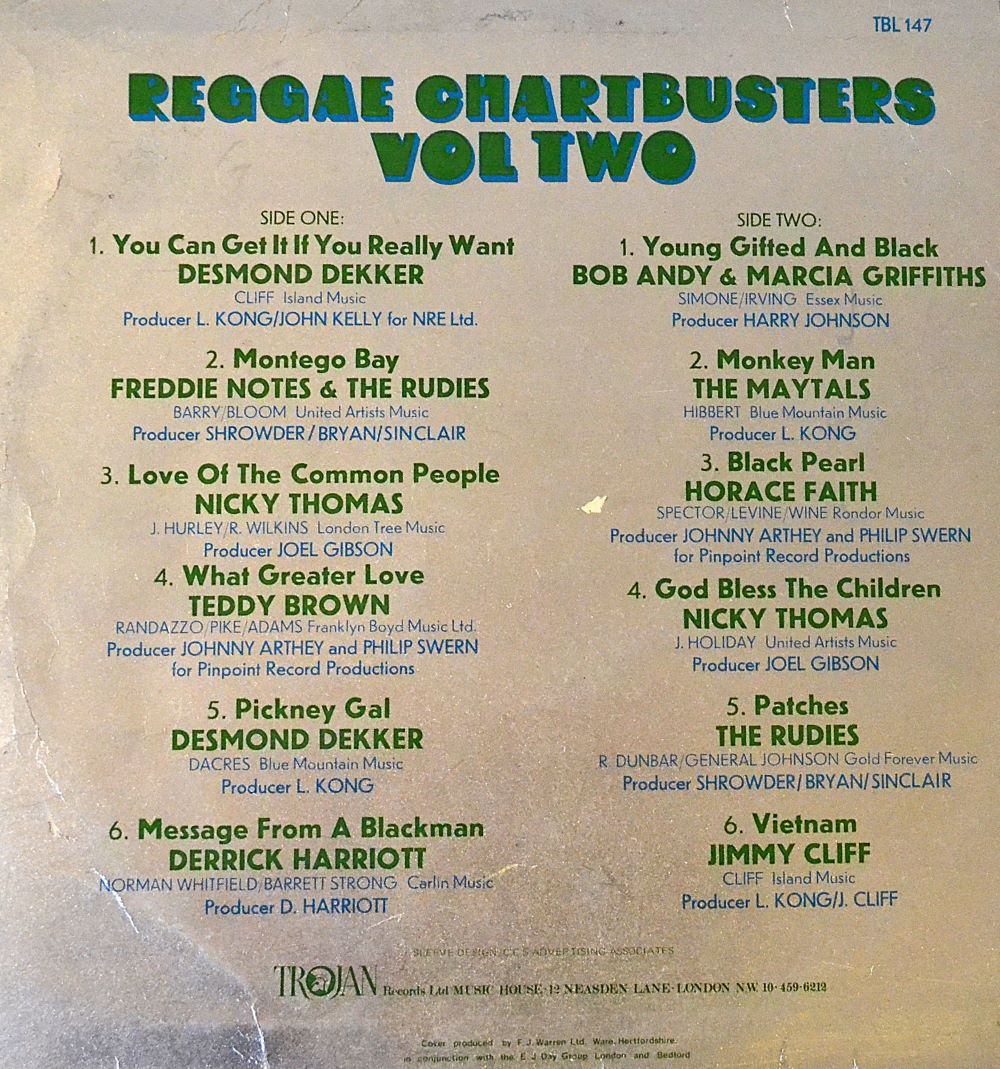 TBL 147
REGGAE CHARTBUSTERS
VOL TWO
SIDE ONE:
1. You Can Get It If You Really Want
DESMOND DEKKER
CLIFF Island Music
Producer L. KONG/JOHN KELLY for NRE Ltd.
2. Montego Bay
FREDDIE NOTES & THE RUDIES
BARRY/BLOOM United Artists Music
Producer SHROWDER/BRYAN/SINCLAIR
3. Love Of The Common People
NICKY THOMAS
J. HURLEY/R. WILKINS London Tree Music
Producer JOEL GIBSON
4. What Greater Love
TEDDY BROWN
RANDAZZO/PIKE/ADAMS Franklyn Boyd Music Ltd.
Producer JOHNNY ARTHEY and PHILIP SWERN
for Pinpoint Record Productions
5. Pickney Gal
DESMOND DEKKER
DACRES Blue Mountain Music
Producer L. KONG
6. Message From A Blackman
DERRICK HARRIOTT
NORMAN WHITFIELD/BARRETT STRONG Carlin Music
Producer D. HARRIOTT
SIDE TWO:
1. Young Gifted And Black
BOB ANDY & MARCIA GRIFFITHS
SIMONE/IRVING Essex Music
Producer HARRY JOHNSON
2. Monkey Man
THE MAYTALS
HIBBERT Blue Mountain Music
Producer L. KONG
3. Black Pearl
HORACE FAITH
SPECTOR/LEVINE/WINE Rondor Music
Producer JOHNNY ARTHEY and PHILIP SWERN
for Pinpoint Record Productions
4. God Bless The Children
NICKY THOMAS
J. HOLIDAY United Artists Music
Producer JOEL GIBSON
5. Patches
THE RUDIES
R. DUNBAR/GENERAL JOHNSON Gold Forever Music
Producer SHROWDER/BRYAN/SINCLAIR
6. Vietnam
JIMMY CLIFF
CLIFF Island Music
Producer L. KONG/J. CLIFF
SLEEVE DESIGN: C.C.S ADVERTISING ASSOCIATES
TROJAN Records Ltd MUSIC HOUSE·12 NEASDEN LANE·LONDON N.W. 10·459·6212
Cover produced by F. J. Warren Ltd. Ware. Hertfordshire.
in conjunction with the E J Day Group London and Bedford